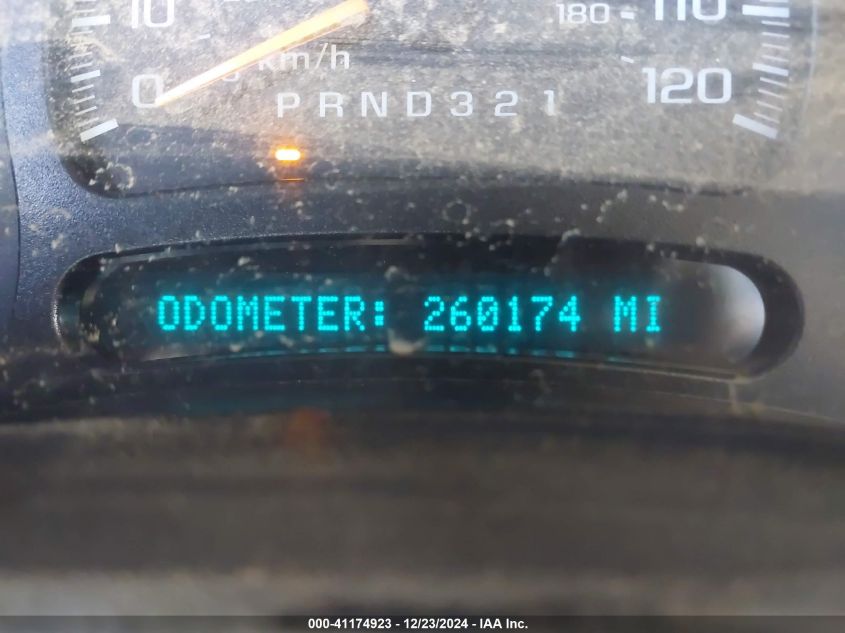 10 180 110
0 km/h 120
PRND321
ODOMETER: 260174 MI
000-41174923 - 12/23/2024 - IAA Inc.